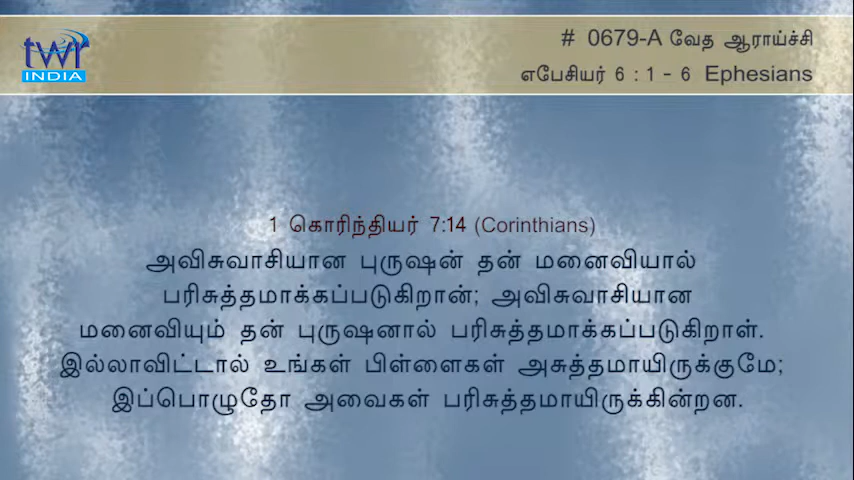 twr
INDIA
# 0679-A வேத ஆராய்ச்சி
எபேசியர் 6 : 1 - 6 Ephesians
1 கொரிந்தியர் 7:14 (Corinthians)
அவிசுவாசியான புருஷன் தன் மனைவியால்
பரிசுத்தமாக்கப்படுகிறான்; அவிசுவாசியான
மனைவியும் தன் புருஷனால் பரிசுத்தமாக்கப்படுகிறாள்.
இல்லாவிட்டால் உங்கள் பிள்ளைகள் அசுத்தமாயிருக்குமே;
இப்பொழுதோ அவைகள் பரிசுத்தமாயிருக்கின்றன.